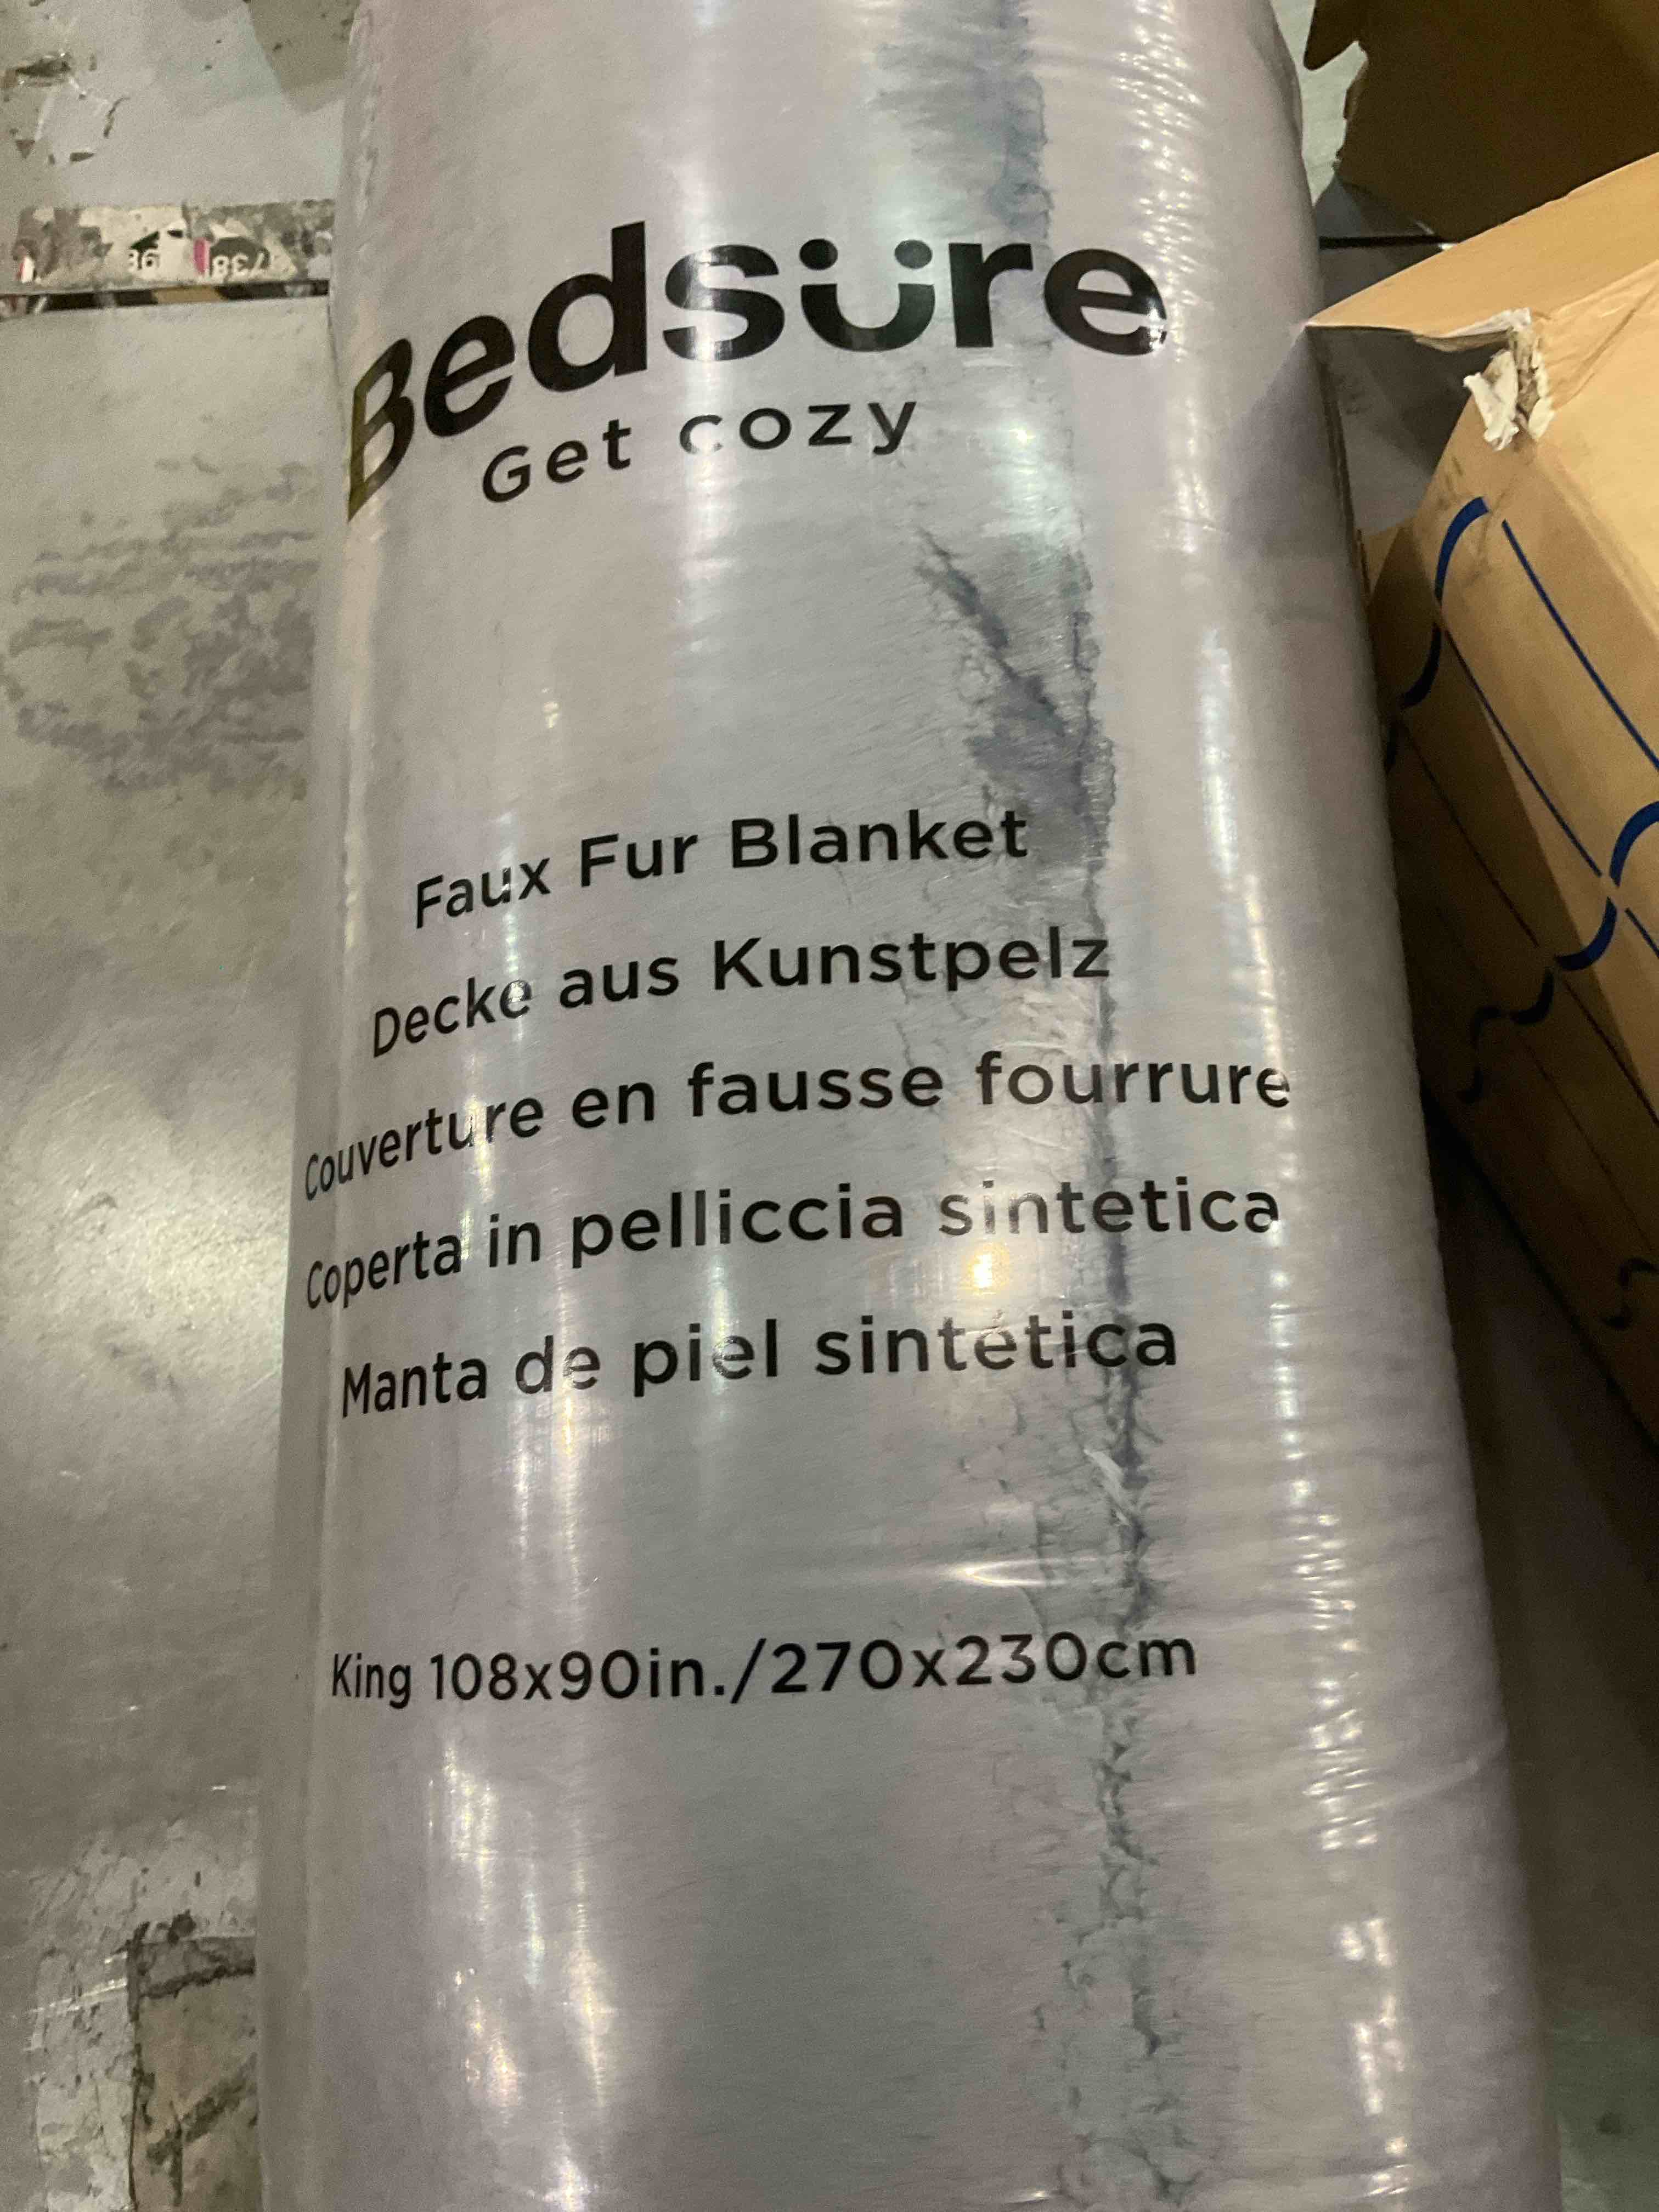 Bedsüre
Get cozy
Faux Fur Blanket
Decke aus Kunstpelz
Couverture en fausse fourrure
Coperta in pelliccia sintetica
Manta de piel sintética
King 108x90in./270x230cm